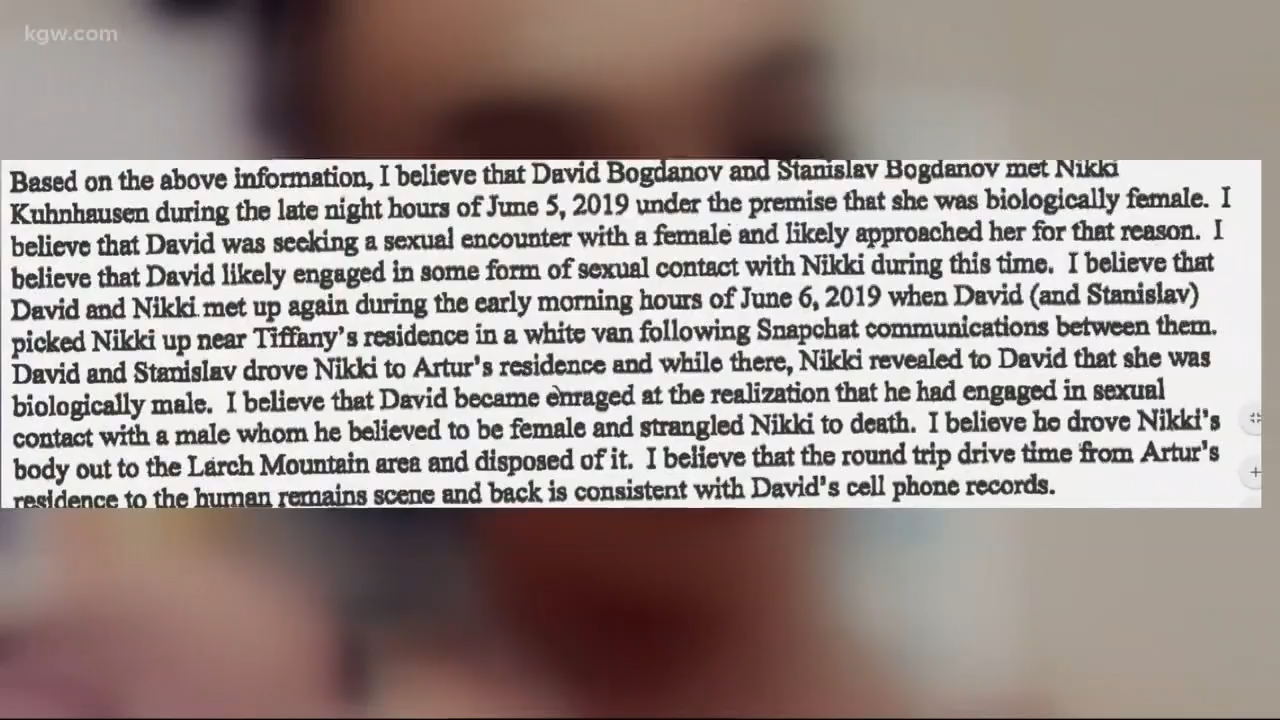 kgw.com
Based on the above information, I believe that David Bogdanov and Stanislav Bogdanov met Nikki
Kuhnhausen during the late night hours of June 5, 2019 under the premise that she was biologically female. I
believe that David was seeking a sexual encounter with a female and likely approached her for that reason. I
believe that David likely engaged in some form of sexual contact with Nikki during this time. I believe that
David and Nikki met up again during the early morning hours of June 6, 2019 when David (and Stanislav)
picked Nikki up near Tiffany's residence in a white van following Snapchat communications between them.
David and Stanislav drove Nikki to Artur's residence and while there, Nikki revealed to David that she was
biologically male. I believe that David became enraged at the realization that he had engaged in sexual
contact with a male whom he believed to be female and strangled Nikki to death. I believe he drove Nikki's
body out to the Larch Mountain area and disposed of it. I believe that the round trip drive time from Artur's
residence to the human remains scene and back is consistent with David's cell phone records.